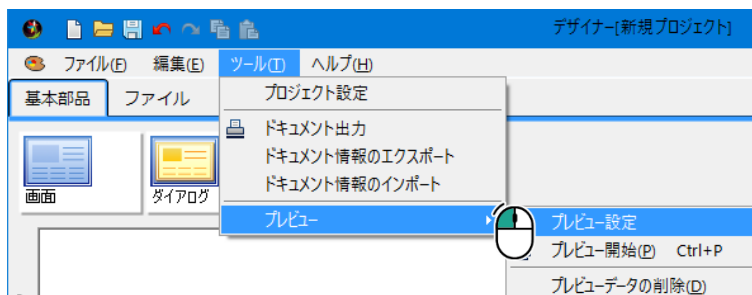 デザイナー[新規プロジェクト]
ファイル(F) 編集(E) ツール(T) ヘルプ(H)
基本部品 ファイル
プロジェクト設定
ドキュメント出力
ドキュメント情報のエクスポート
ドキュメント情報のインポート
プレビュー
画面 ダイアログ
プレビュー設定
プレビュー開始(P) Ctrl+P
プレビューデータの削除(D)